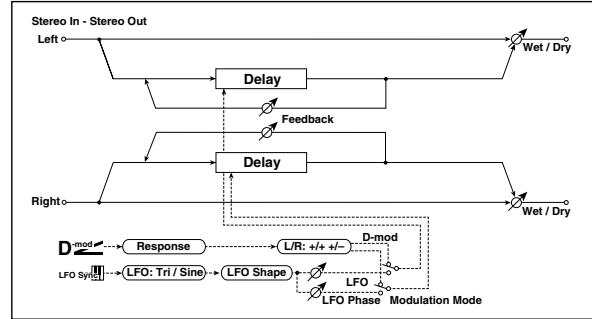 Stereo In - Stereo Out
Left
Wet / Dry
Delay
Feedback
Delay
Right
Wet / Dry
D-mod
D-mod Response L/R: +/+ +/–
LFO
LFO Sync LFO: Tri / Sine LFO Shape
LFO Phase Modulation Mode